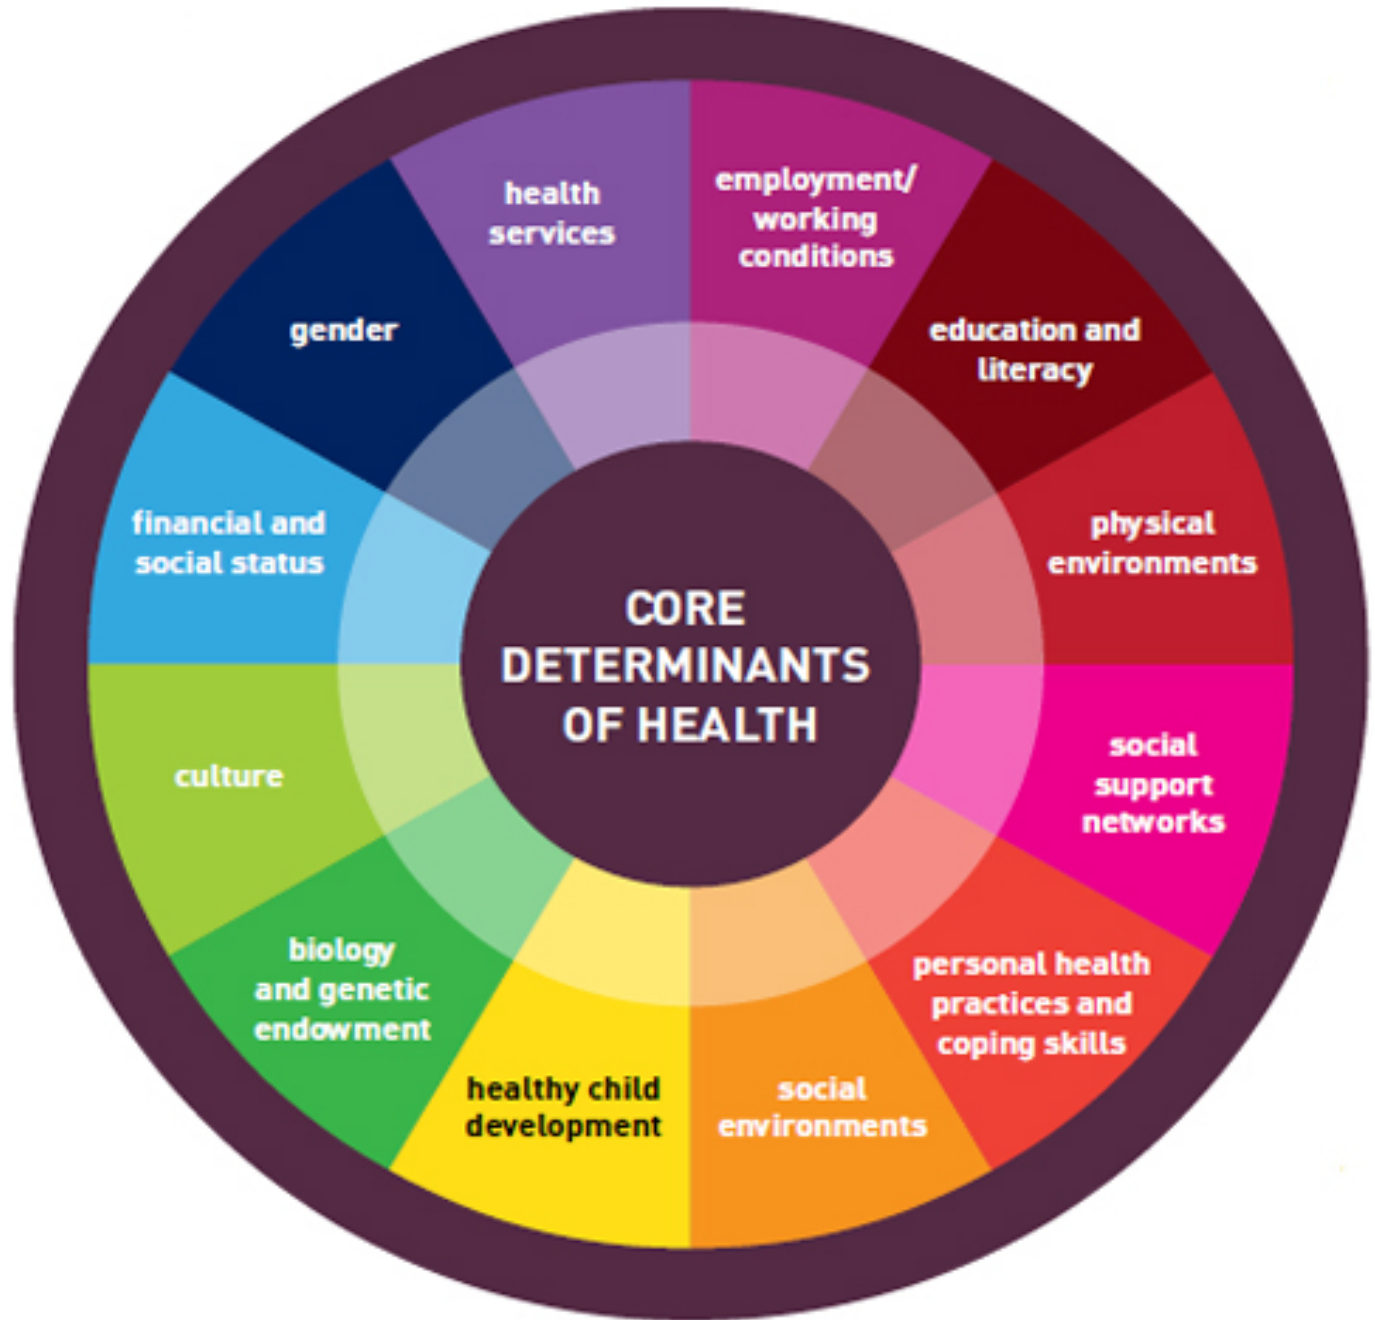 health
services
employment/
working
conditions
education and
literacy
physical
environments
social
support
networks
personal health
practices and
coping skills
social
environments
healthy child
development
biology
and genetic
endowment
culture
financial and
social status
gender
CORE
DETERMINANTS
OF HEALTH